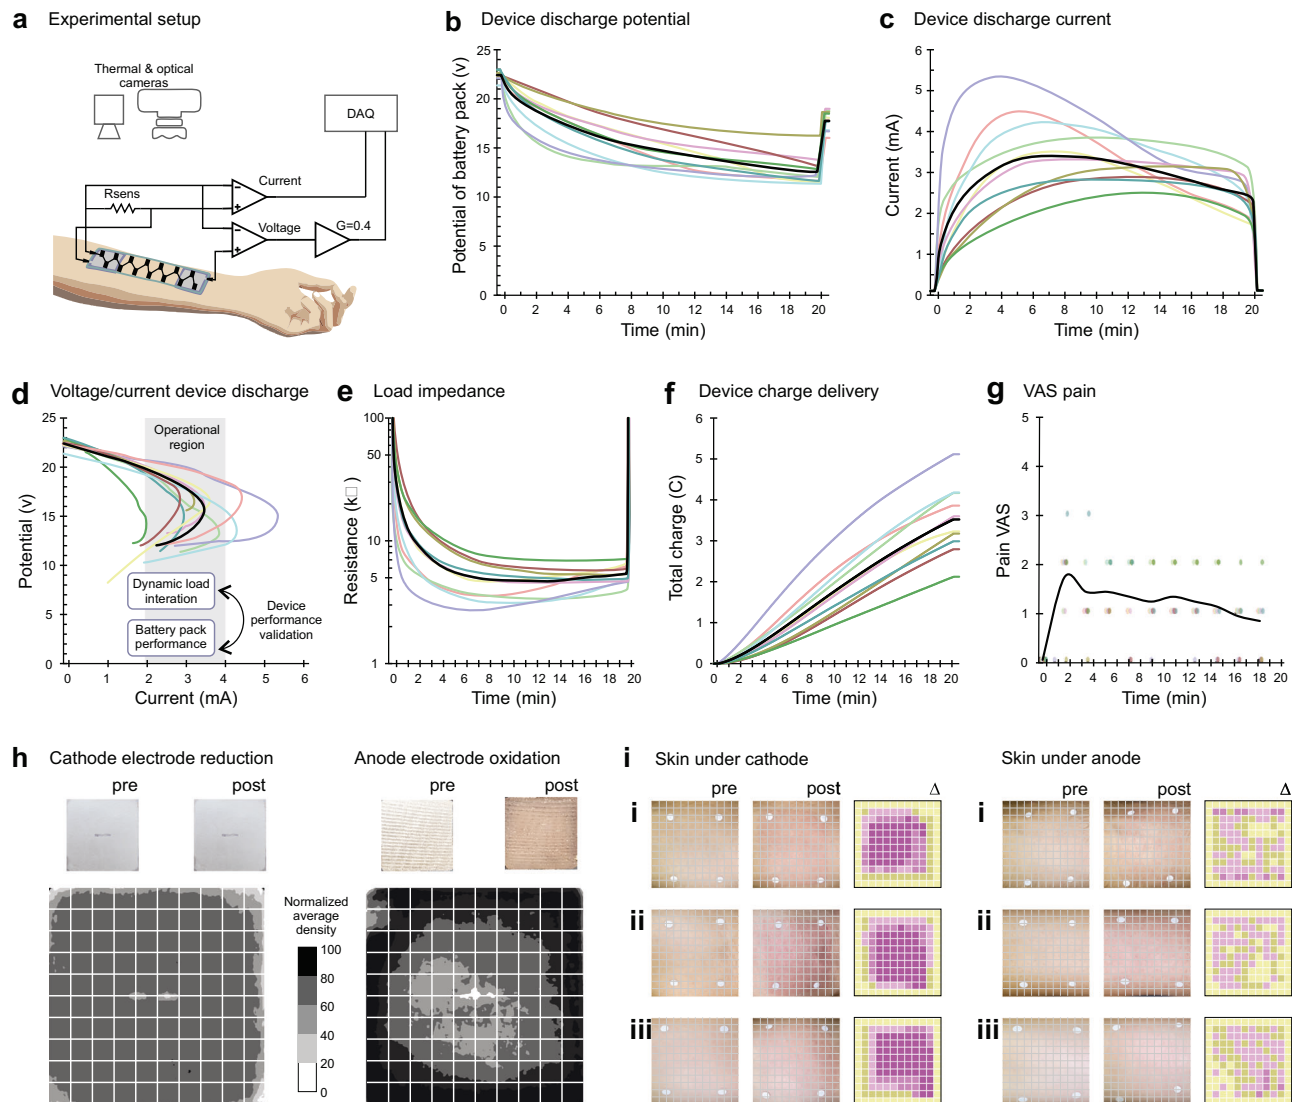 a Experimental setup
Thermal & optical
cameras
DAQ
Rsens
Current
Voltage
G=0.4
− + − +
b Device discharge potential
Potential of battery pack (v)
25
20
15
10
5
0
0 2 4 6 8 10 12 14 16 18 20
Time (min)
c Device discharge current
Current (mA)
6
5
4
3
2
1
0
0 2 4 6 8 10 12 14 16 18 20
Time (min)
d Voltage/current device discharge
Potential (v)
25
20
15
10
5
0
Operational
region
Dynamic load
interation
Battery pack
performance
Device
performance
validation
0 1 2 3 4 5 6
Current (mA)
e Load impedance
Resistance (k□)
100
50
10
5
1
0 2 4 6 8 10 12 14 16 18 20
Time (min)
f Device charge delivery
Total charge (C)
6
5
4
3
2
1
0
0 2 4 6 8 10 12 14 16 18 20
Time (min)
g VAS pain
Pain VAS
5
4
3
2
1
0
0 2 4 6 8 10 12 14 16 18 20
Time (min)
h Cathode electrode reduction
pre post
Anode electrode oxidation
pre post
Normalized
average
density
100
80
60
40
20
0
i Skin under cathode
pre post Δ
i
ii
iii
Skin under anode
pre post Δ
i
ii
iii